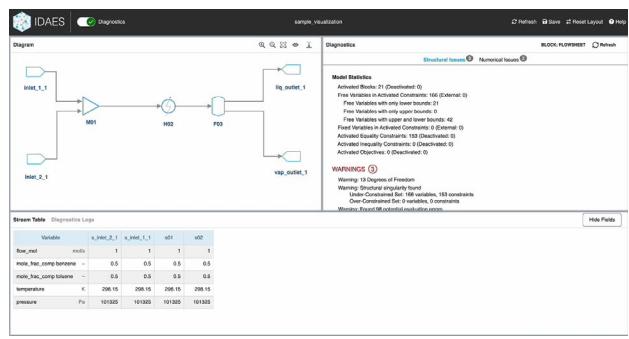 IDAES Diagnostics sample_visualization Refresh Save Reset Layout Help
Diagram
inlet_1_1
liq_outlet_1
M01
H02
F03
inlet_2_1
vap_outlet_1
Diagnostics BLOCK: FLOWSHEET Refresh
Structural Issues Numerical Issues
Model Statistics
Activated Blocks: 21 (Deactivated: 0)
Free Variables in Activated Constraints: 166 (External: 0)
Free Variables with only lower bounds: 21
Free Variables with only upper bounds: 0
Free Variables with upper and lower bounds: 42
Fixed Variables in Activated Constraints: 0 (External: 0)
Activated Equality Constraints: 153 (Deactivated: 0)
Activated Inequality Constraints: 0 (Deactivated: 0)
Activated Objectives: 0 (Deactivated: 0)
WARNINGS 3
Warning: 13 Degrees of Freedom
Warning: Structural singularity found
Under-Constrained Set: 166 variables, 153 constraints
Over-Constrained Set: 0 variables, 0 constraints
Warning: Found 98 potential evaluation errors
Stream Table Diagnostics Logs Hide Fields
Variable s_inlet_2_1 s_inlet_1_1 s01 s02
flow_mol mol/s 1 1 1 1
mole_frac_comp benzene – 0.5 0.5 0.5 0.5
mole_frac_comp toluene – 0.5 0.5 0.5 0.5
temperature K 298.15 298.15 298.15 298.15
pressure Pa 101325 101325 101325 101325